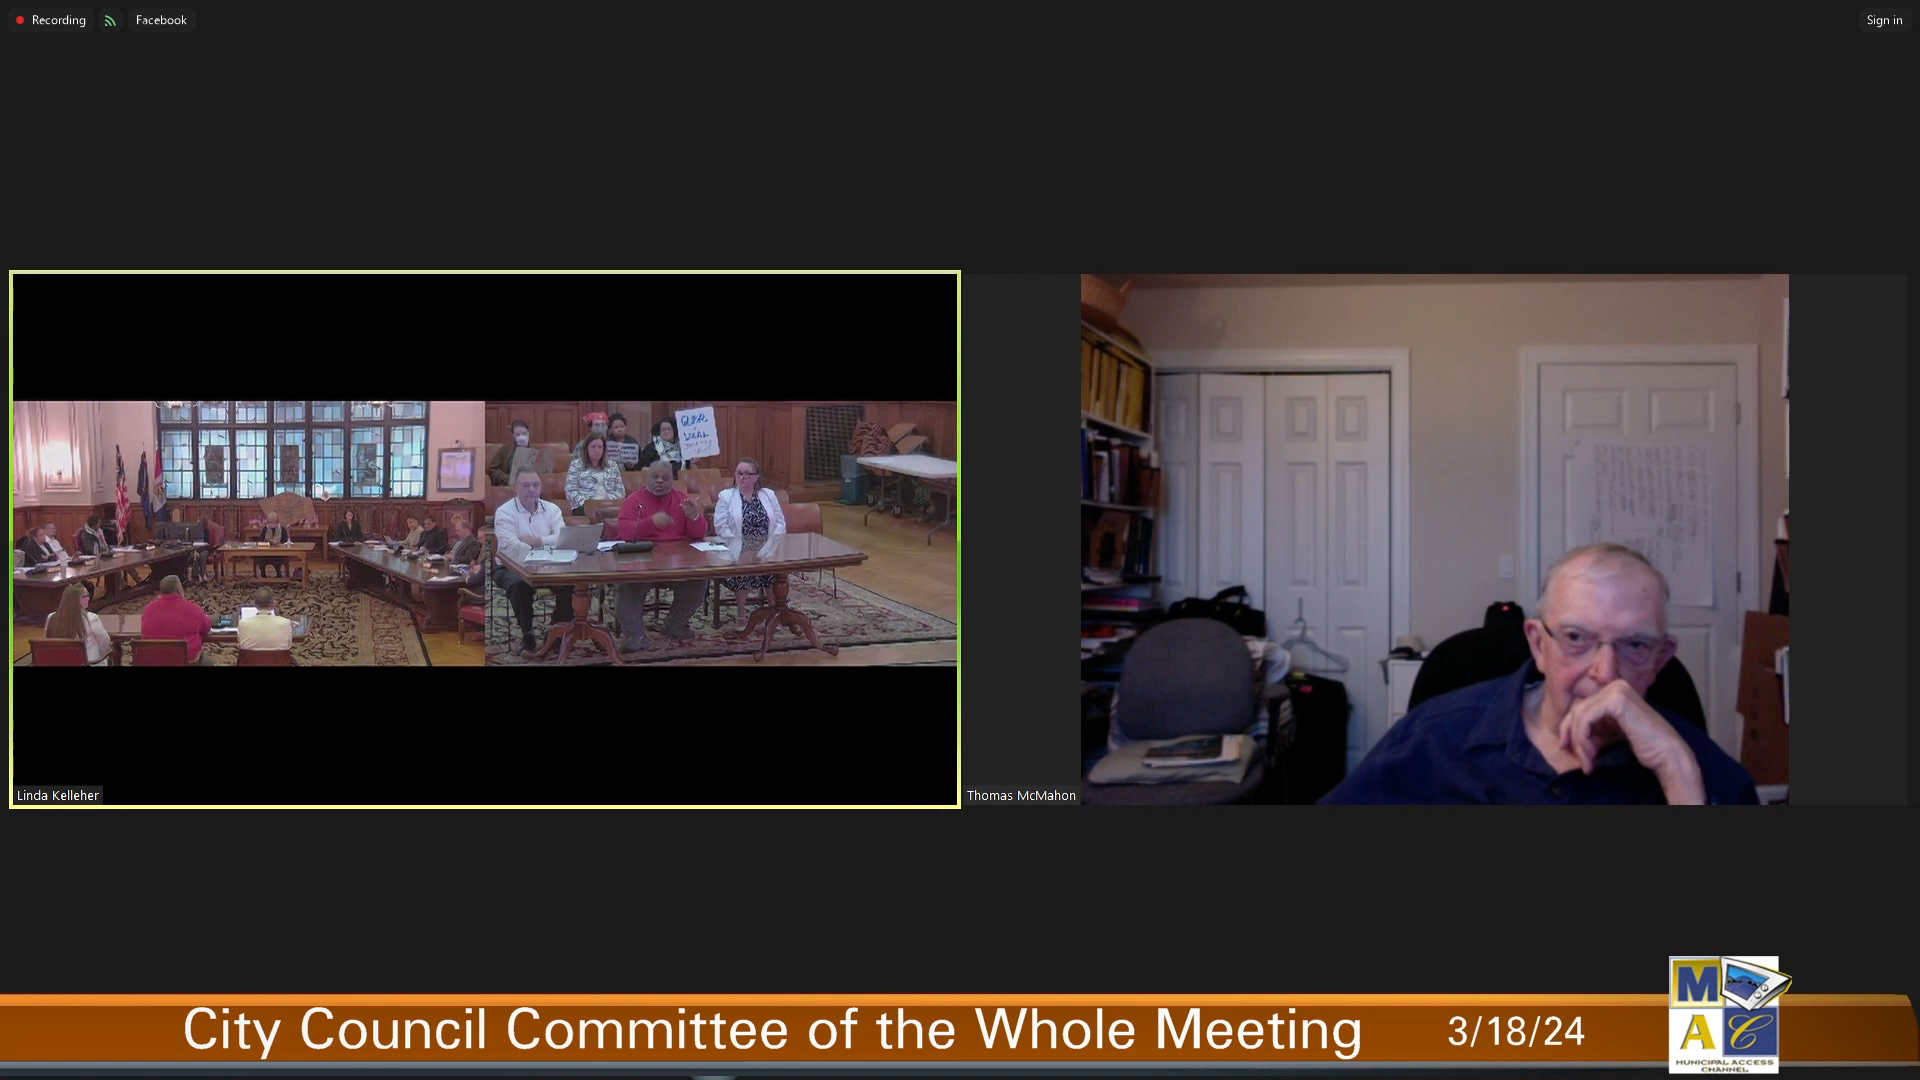 Recording
Facebook
Sign in
Linda Kelleher
Thomas McMahon
City Council Committee of the Whole Meeting
3/18/24
M
A C
MUNICIPAL ACCESS
CHANNEL